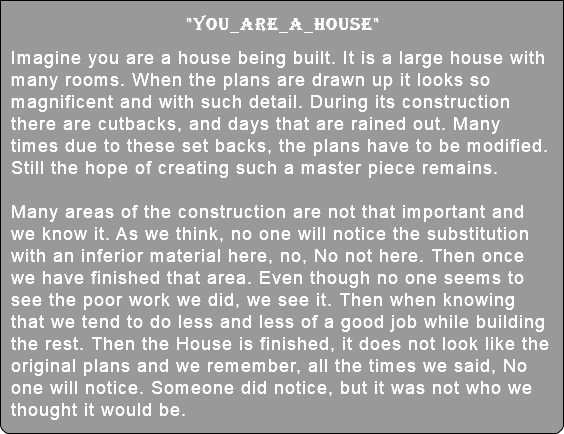 "YOU_ARE_A_HOUSE"
Imagine you are a house being built. It is a large house with
many rooms. When the plans are drawn up it looks so
magnificent and with such detail. During its construction
there are cutbacks, and days that are rained out. Many
times due to these set backs, the plans have to be modified.
Still the hope of creating such a master piece remains.
Many areas of the construction are not that important and
we know it. As we think, no one will notice the substitution
with an inferior material here, no, No not here. Then once
we have finished that area. Even though no one seems to
see the poor work we did, we see it. Then when knowing
that we tend to do less and less of a good job while building
the rest. Then the House is finished, it does not look like the
original plans and we remember, all the times we said, No
one will notice. Someone did notice, but it was not who we
thought it would be.